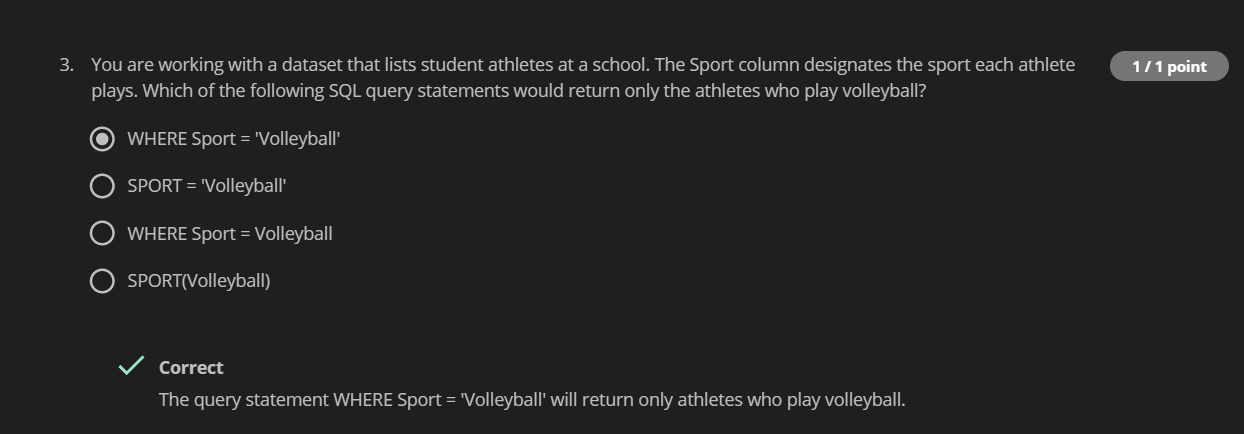 3. You are working with a dataset that lists student athletes at a school. The Sport column designates the sport each athlete
1 / 1 point
plays. Which of the following SQL query statements would return only the athletes who play volleyball?
WHERE Sport = 'Volleyball'
SPORT = 'Volleyball'
WHERE Sport = Volleyball
SPORT(Volleyball)
Correct
The query statement WHERE Sport = 'Volleyball' will return only athletes who play volleyball.